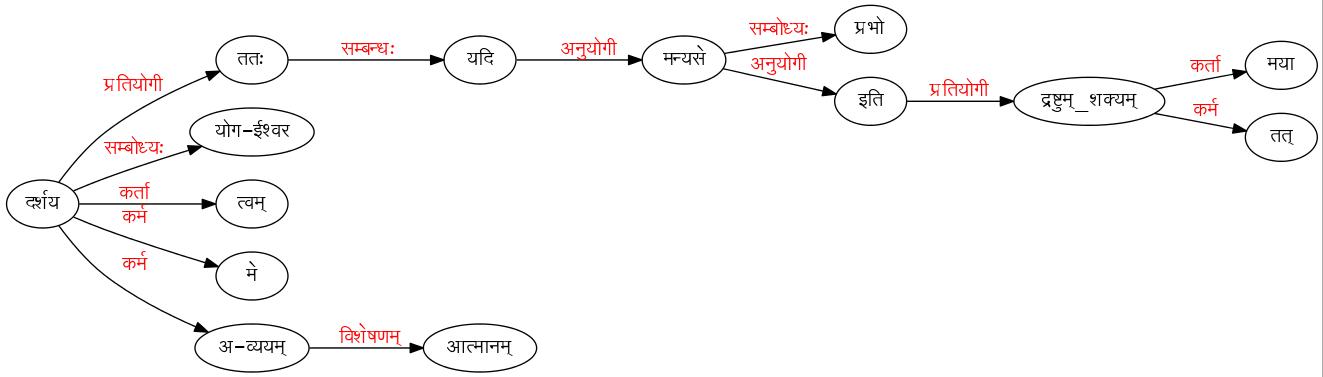 सम्बोध्यः
प्रभो
ततः
सम्बन्धः
यदि
अनुयोगी
मन्यसे
प्रतियोगी
अनुयोगी
कर्ता
मया
इति
प्रतियोगी
द्रष्टुम्_शक्यम्
कर्म
तत्
योग-ईश्वर
सम्बोध्यः
दर्शय
कर्ता
त्वम्
कर्म
मे
कर्म
अ-व्ययम्
विशेषणम्
आत्मानम्